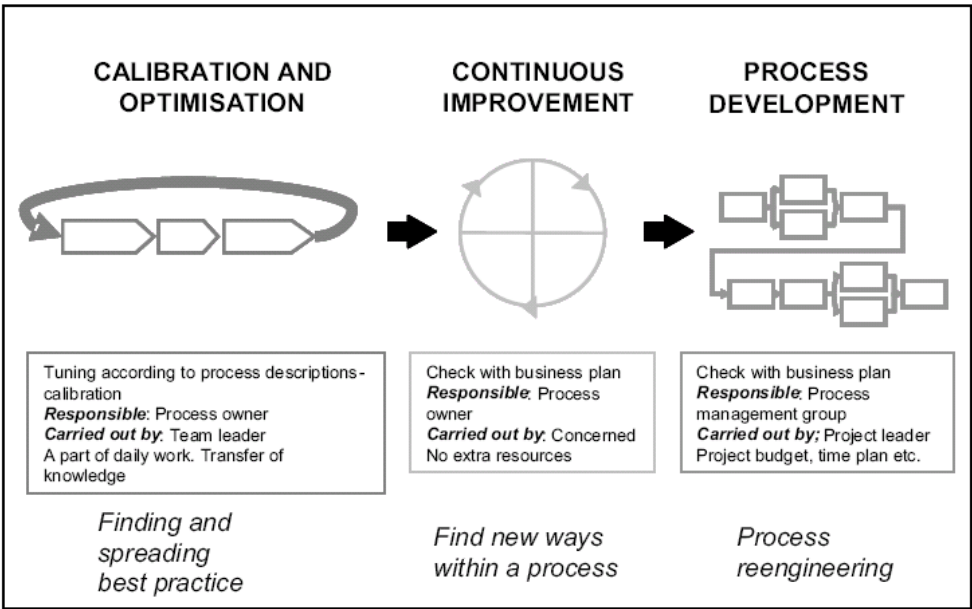 CALIBRATION AND
OPTIMISATION
CONTINUOUS
IMPROVEMENT
PROCESS
DEVELOPMENT
Tuning according to process descriptions-
calibration
Responsible: Process owner
Carried out by: Team leader
A part of daily work. Transfer of
knowledge
Check with business plan
Responsible: Process
owner
Carried out by: Concerned
No extra resources
Check with business plan
Responsible: Process
management group
Carried out by; Project leader
Project budget, time plan etc.
Finding and
spreading
best practice
Find new ways
within a process
Process
reengineering